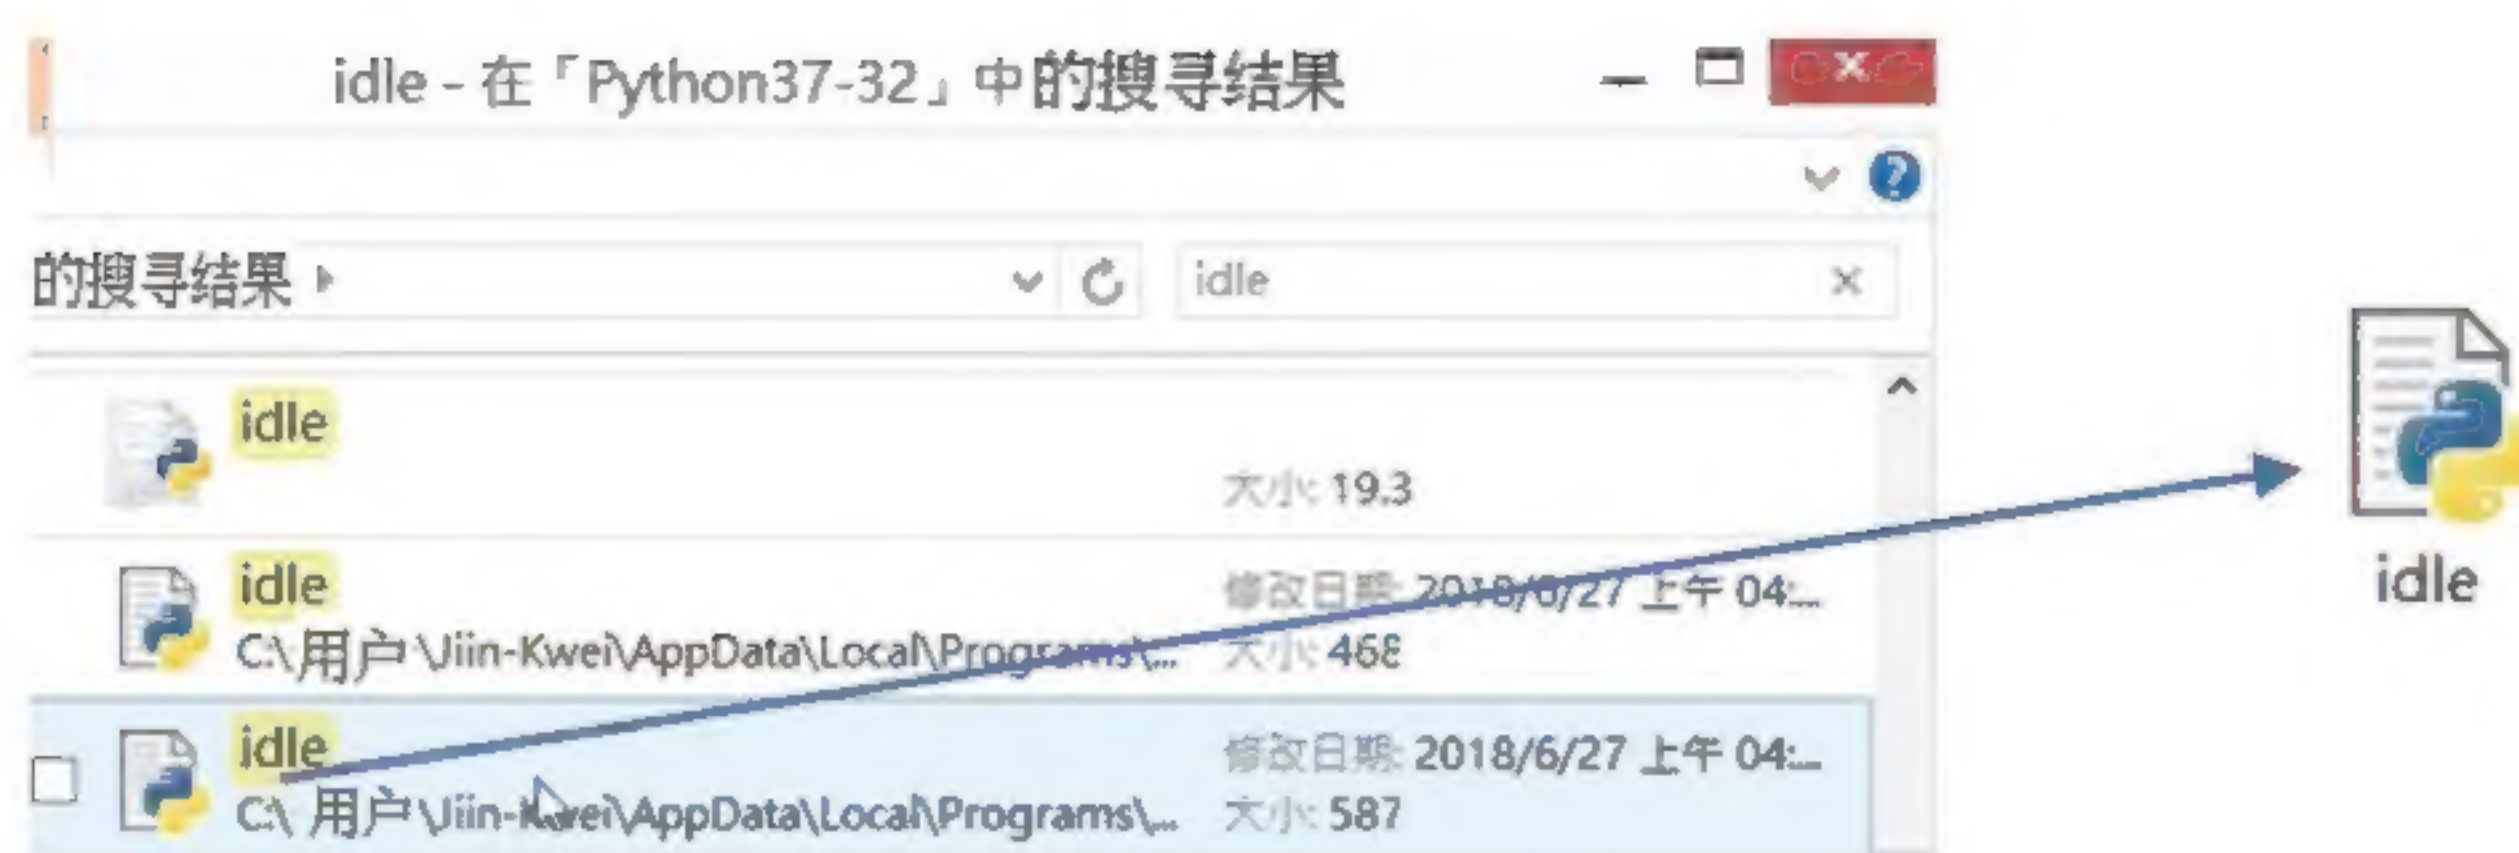 idle - 在「Python37-32」中的搜寻结果
的搜寻结果
idle
idle
大小: 19.3
idle
修改日期: 2018/6/27 上午 04:...
C:\用户\Jiin-Kwei\AppData\Local\Programs\...
大小: 468
idle
修改日期: 2018/6/27 上午 04:...
C:\ 用户\Jiin-Kwei\AppData\Local\Programs\...
大小: 587
idle